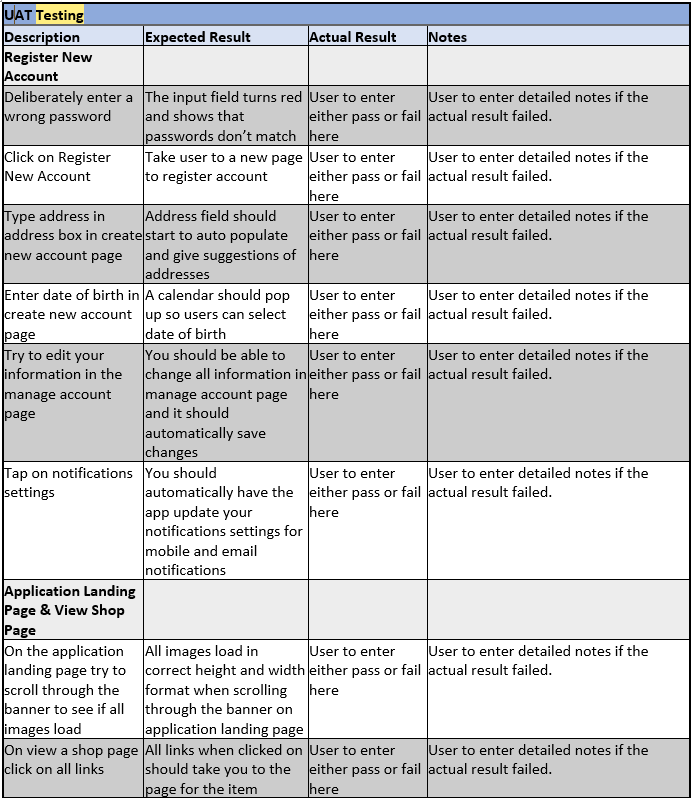 UAT Testing
Description Expected Result Actual Result Notes
Register New
Account
Deliberately enter a
wrong password
The input field turns red
and shows that
passwords don’t match
User to enter
either pass or fail
here
User to enter detailed notes if the
actual result failed.
Click on Register
New Account
Take user to a new page
to register account
User to enter
either pass or fail
here
User to enter detailed notes if the
actual result failed.
Type address in
address box in create
new account page
Address field should
start to auto populate
and give suggestions of
addresses
User to enter
either pass or fail
here
User to enter detailed notes if the
actual result failed.
Enter date of birth in
create new account
page
A calendar should pop
up so users can select
date of birth
User to enter
either pass or fail
here
User to enter detailed notes if the
actual result failed.
Try to edit your
information in the
manage account
page
You should be able to
change all information in
manage account page
and it should
automatically save
changes
User to enter
either pass or fail
here
User to enter detailed notes if the
actual result failed.
Tap on notifications
settings
You should
automatically have the
app update your
notifications settings for
mobile and email
notifications
User to enter
either pass or fail
here
User to enter detailed notes if the
actual result failed.
Application Landing
Page & View Shop
Page
On the application
landing page try to
scroll through the
banner to see if all
images load
All images load in
correct height and width
format when scrolling
through the banner on
application landing page
User to enter
either pass or fail
here
User to enter detailed notes if the
actual result failed.
On view a shop page
click on all links
All links when clicked on
should take you to the
page for the item
User to enter
either pass or fail
here
User to enter detailed notes if the
actual result failed.